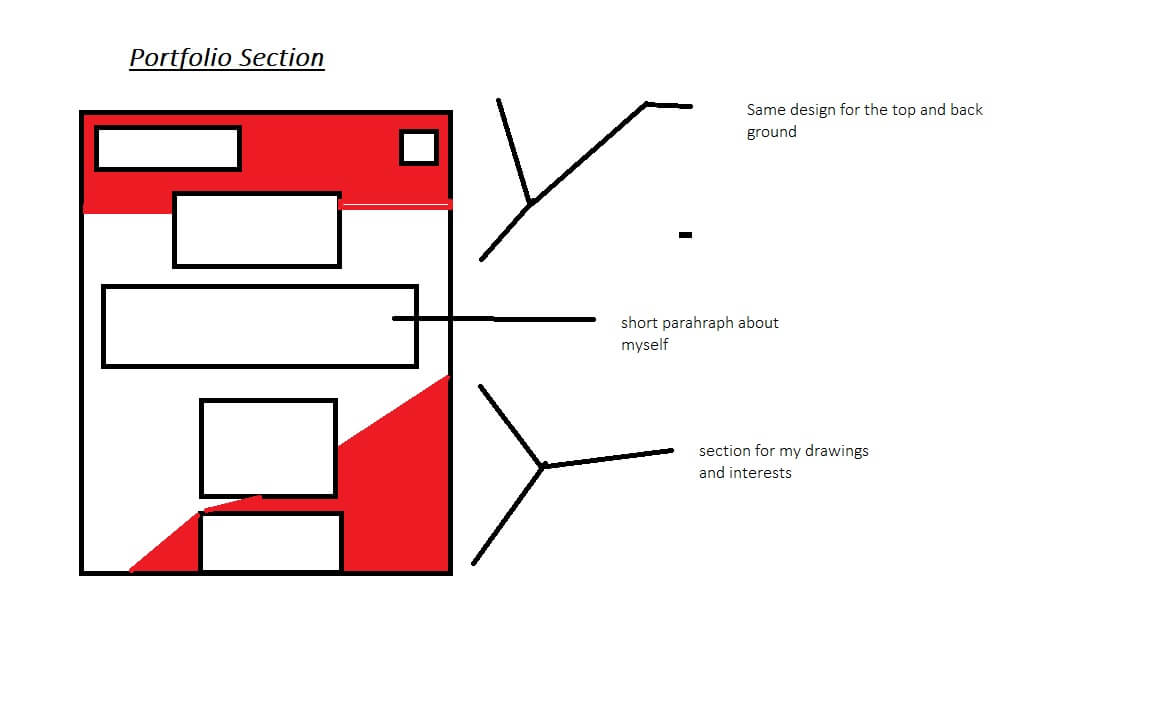 Portfolio Section
Same design for the top and back
ground
short parahraph about
myself
section for my drawings
and interests